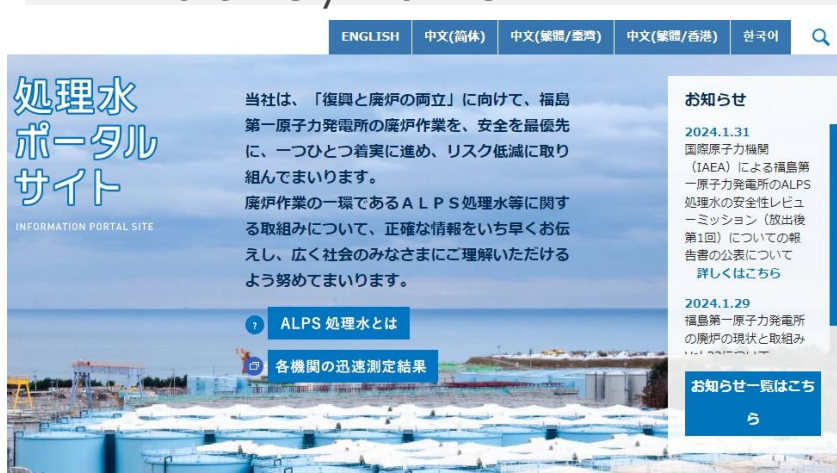 ENGLISH 中文(简体) 中文(繁體/臺灣) 中文(繁體/香港) 한국어
処理水
ポータル
サイト
INFORMATION PORTAL SITE
当社は、「復興と廃炉の両立」に向けて、福島
第一原子力発電所の廃炉作業を、安全を最優先
に、一つひとつ着実に進め、リスク低減に取り
組んでまいります。
廃炉作業の一環であるＡＬＰＳ処理水等に関す
る取組みについて、正確な情報をいち早くお伝
えし、広く社会のみなさまにご理解いただける
よう努めてまいります。
? ALPS 処理水とは
各機関の迅速測定結果
お知らせ
2024.1.31
国際原子力機関
（IAEA）による福島第
一原子力発電所のALPS
処理水の安全性レビュ
ーミッション（放出後
第1回）についての報
告書の公表について
詳しくはこちら
2024.1.29
福島第一原子力発電所
の廃炉の現状と取組み
お知らせ一覧はこち
ら